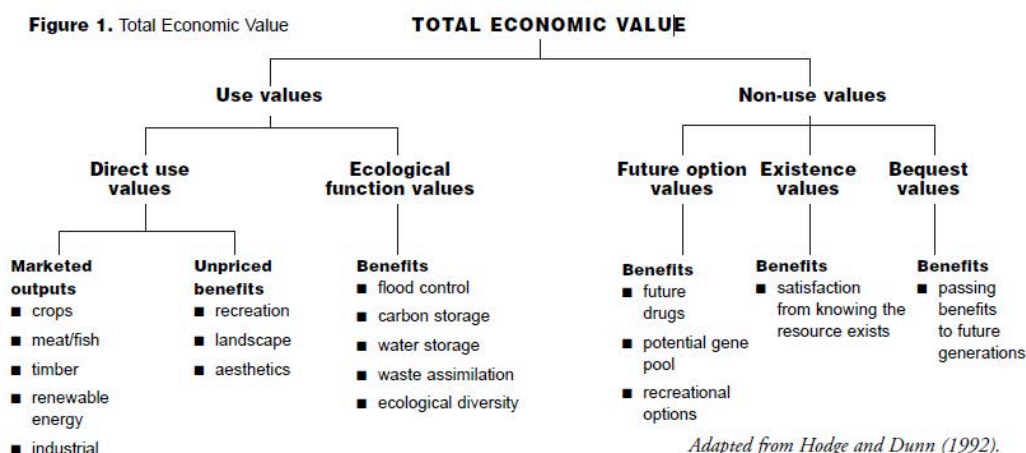 Figure 1. Total Economic Value
TOTAL ECONOMIC VALUE
Use values
Non-use values
Direct use
values
Ecological
function values
Future option
values
Existence
values
Bequest
values
Marketed
outputs
■ crops
■ meat/fish
■ timber
■ renewable
energy
■ industrial
Unpriced
benefits
■ recreation
■ landscape
■ aesthetics
Benefits
■ flood control
■ carbon storage
■ water storage
■ waste assimilation
■ ecological diversity
Benefits
■ future
drugs
■ potential gene
pool
■ recreational
options
Benefits
■ satisfaction
from knowing the
resource exists
Benefits
■ passing
benefits
to future
generations
Adapted from Hodge and Dunn (1992).